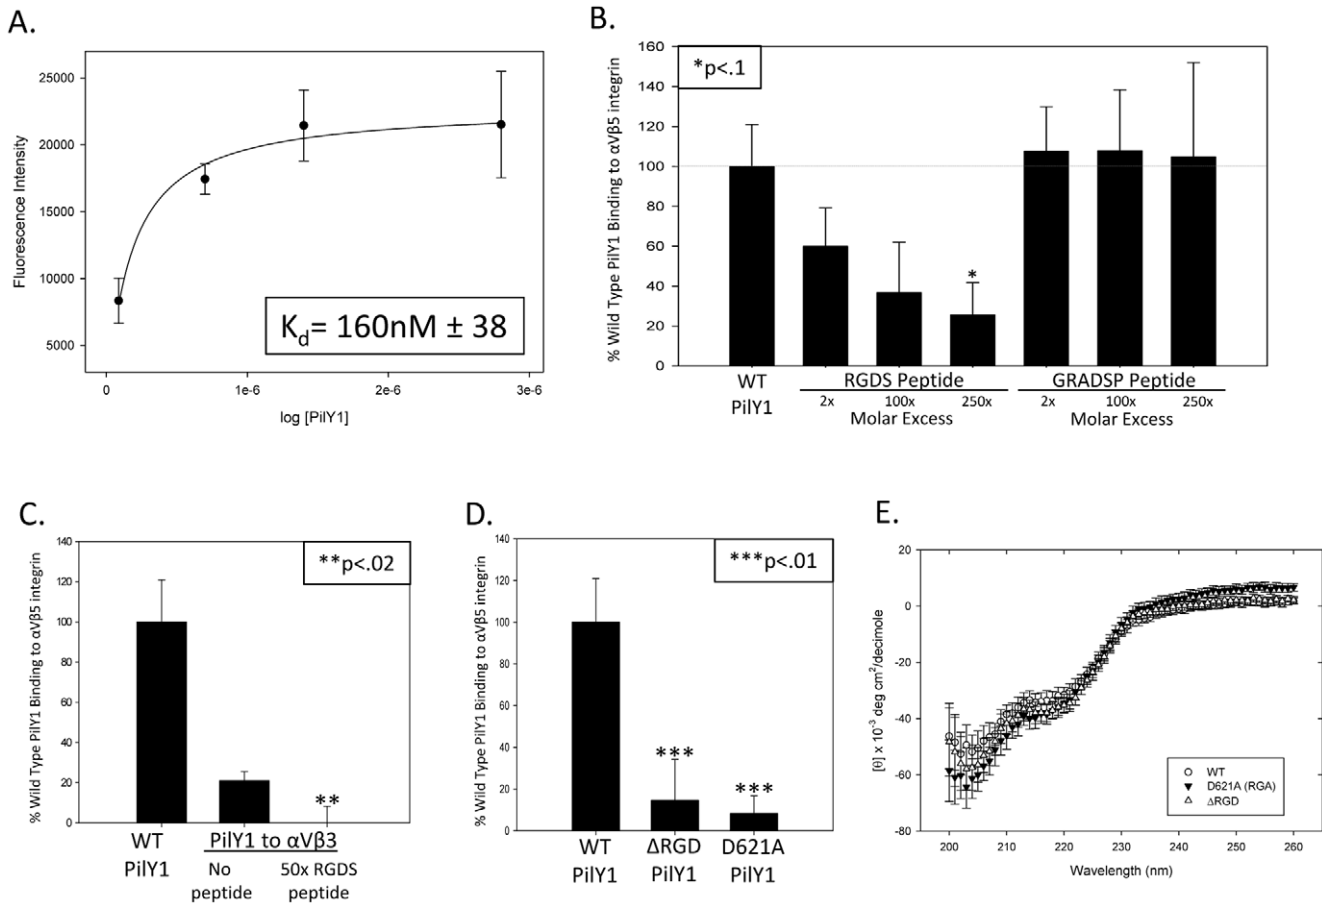 A.
25000
20000
15000
10000
5000
Fluorescence Intensity
K_d= 160nM ± 38
0
1e-6
2e-6
3e-6
log [PilY1]
B.
160
140
120
100
80
60
40
20
0
% Wild Type PilY1 Binding to αVβ5 integrin
*p<.1
*
WT
PilY1
RGDS Peptide
2x
100x
250x
Molar Excess
GRADSP Peptide
2x
100x
250x
Molar Excess
C.
140
120
100
80
60
40
20
0
% Wild Type PilY1 Binding to αVβ5 integrin
**p<.02
**
WT
PilY1
PilY1 to αVβ3
No
peptide
50x RGDS
peptide
D.
140
120
100
80
60
40
20
0
% Wild Type PilY1 Binding to αVβ5 integrin
***p<.01
***
***
WT
PilY1
ΔRGD
PilY1
D621A
PilY1
E.
20
0
-20
-40
-60
-80
[θ] x 10⁻³ deg cm²/decimole
WT
D621A (RGA)
ΔRGD
200
210
220
230
240
250
260
Wavelength (nm)